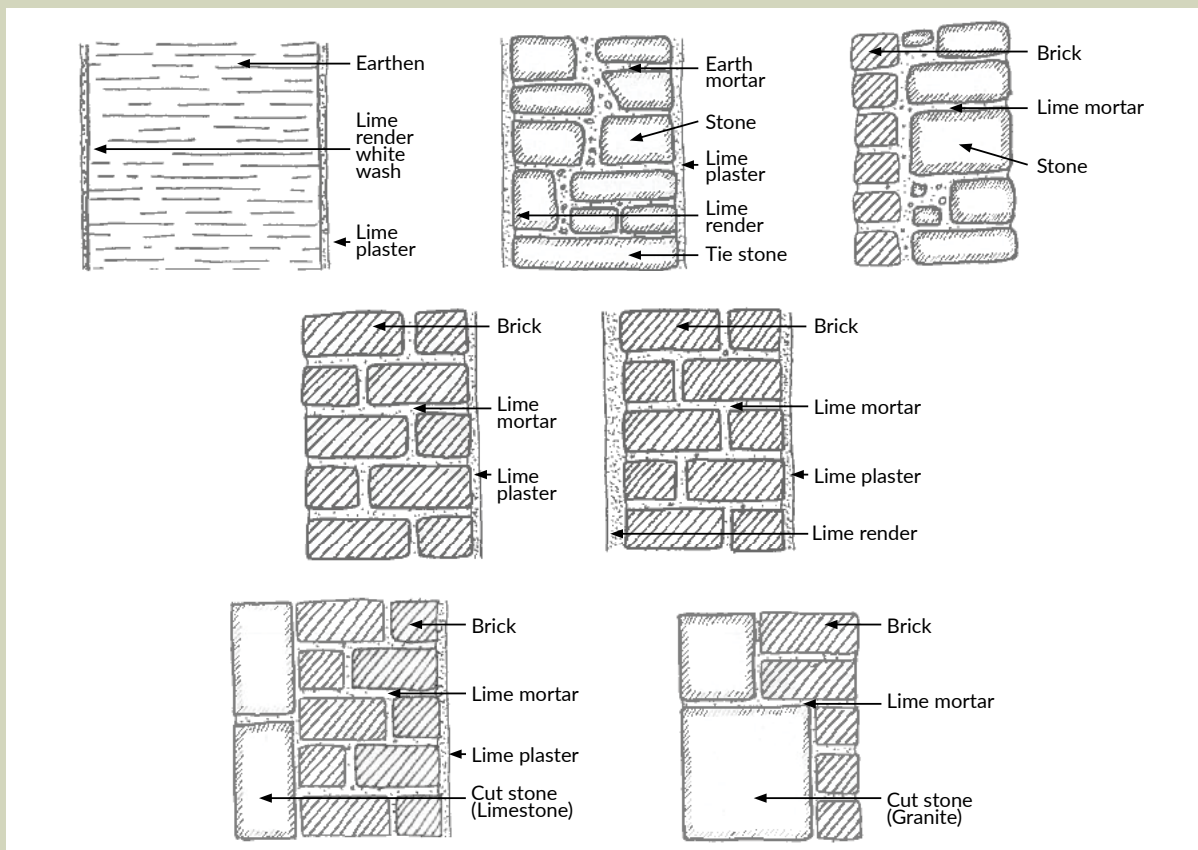 Earthen
Lime
render
white
wash
Lime
plaster
Earth
mortar
Stone
Lime
plaster
Lime
render
Tie stone
Brick
Lime mortar
Stone
Brick
Lime
mortar
Lime
plaster
Brick
Lime mortar
Lime plaster
Lime render
Brick
Lime mortar
Lime plaster
Cut stone
(Limestone)
Brick
Lime mortar
Cut stone
(Granite)